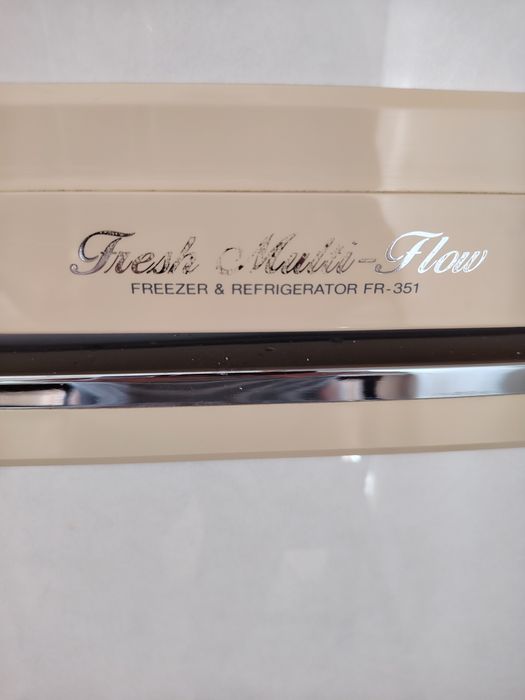 Fresh Multi-Flow
FREEZER & REFRIGERATOR FR-351